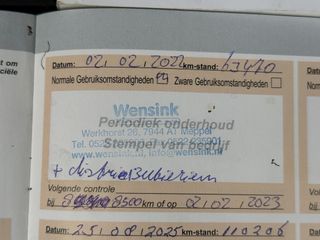 Datum: 02.02.2022 km-stand: 63470
Normale Gebruiksomstandigheden Zware Gebruiksomstandigheden
Wensink
Periodiek onderhoud
Werkhorst 26, 7944 AT Meppel
Stempel van bedrijf
www.wensink.nl, info@wensink.nl
+ distributieriem
Volgende controle
bij 8500 km of op 02.02.2023
Datum: 25.08.2025 km-stand: 110206